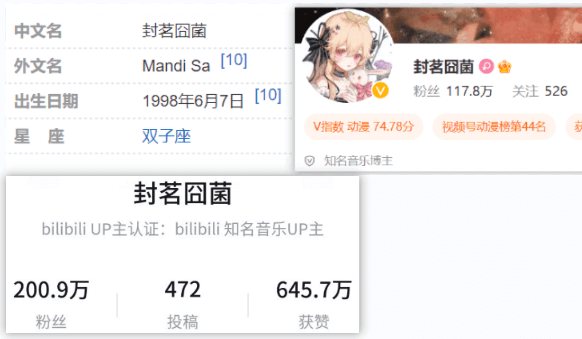 中文名 封茗囧菌
外文名 Mandi Sa [10]
出生日期 1998年6月7日 [10]
星 座 双子座
封茗囧菌
粉丝 117.8万 关注 526
V指数 动漫 74.78分 视频号动漫榜第44名
知名音乐博主
封茗囧菌
bilibili UP主认证：bilibili 知名音乐UP主
200.9万 472 645.7万
粉丝 投稿 获赞